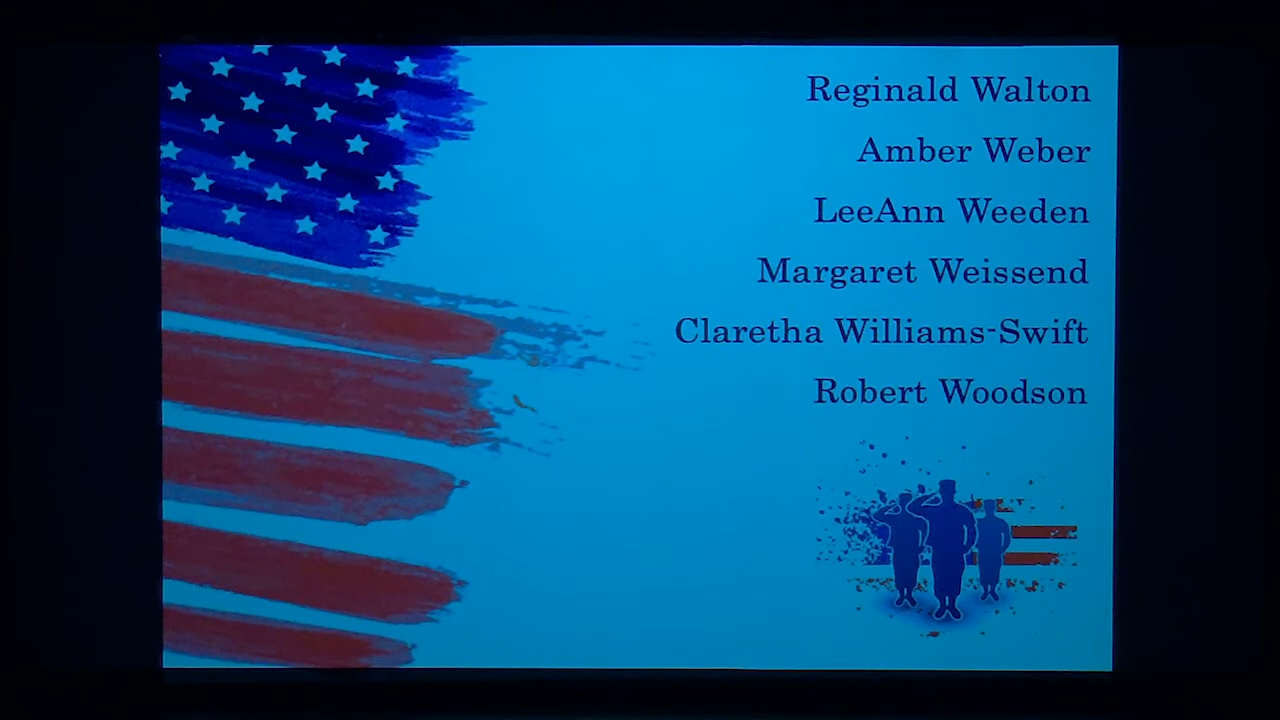 Reginald Walton
Amber Weber
LeeAnn Weeden
Margaret Weissend
Claretha Williams-Swift
Robert Woodson